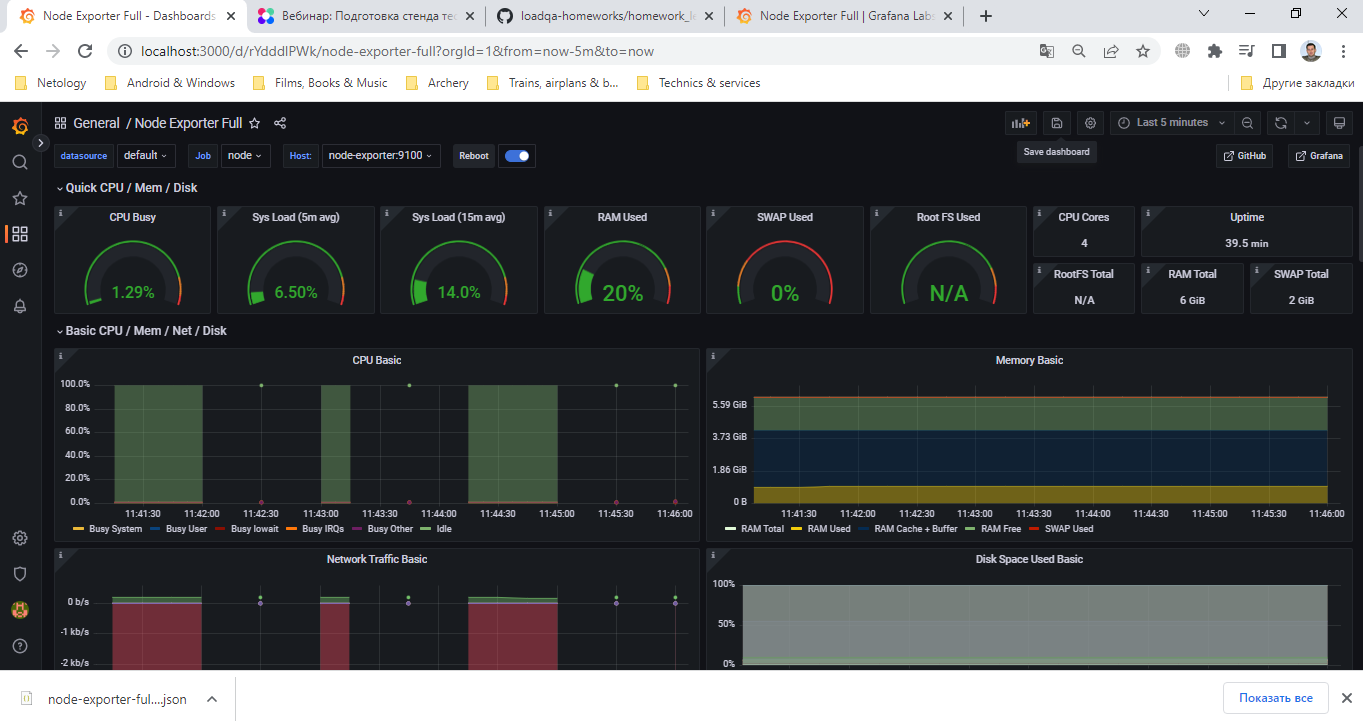 Node Exporter Full - Dashboards
Вебинар: Подготовка стенда тес
loadqa-homeworks/homework_le
Node Exporter Full | Grafana Labs
localhost:3000/d/rYdddlPWk/node-exporter-full?orgId=1&from=now-5m&to=now
Netology
Android & Windows
Films, Books & Music
Archery
Trains, airplans & b...
Technics & services
Другие закладки
General / Node Exporter Full
Last 5 minutes
datasource default Job node Host: node-exporter:9100 Reboot
Save dashboard
GitHub
Grafana
Quick CPU / Mem / Disk
CPU Busy
1.29%
Sys Load (5m avg)
6.50%
Sys Load (15m avg)
14.0%
RAM Used
20%
SWAP Used
0%
Root FS Used
N/A
CPU Cores
4
Uptime
39.5 min
RootFS Total
N/A
RAM Total
6 GiB
SWAP Total
2 GiB
Basic CPU / Mem / Net / Disk
CPU Basic
100.0%
80.0%
60.0%
40.0%
20.0%
0.0%
11:41:30 11:42:00 11:42:30 11:43:00 11:43:30 11:44:00 11:44:30 11:45:00 11:45:30 11:46:00
Busy System Busy User Busy Iowait Busy IRQs Busy Other Idle
Memory Basic
5.59 GiB
3.73 GiB
1.86 GiB
0 B
11:41:30 11:42:00 11:42:30 11:43:00 11:43:30 11:44:00 11:44:30 11:45:00 11:45:30 11:46:00
RAM Total RAM Used RAM Cache + Buffer RAM Free SWAP Used
Network Traffic Basic
0 b/s
-1 kb/s
-2 kb/s
Disk Space Used Basic
100%
50%
0%
node-exporter-ful....json
Показать все